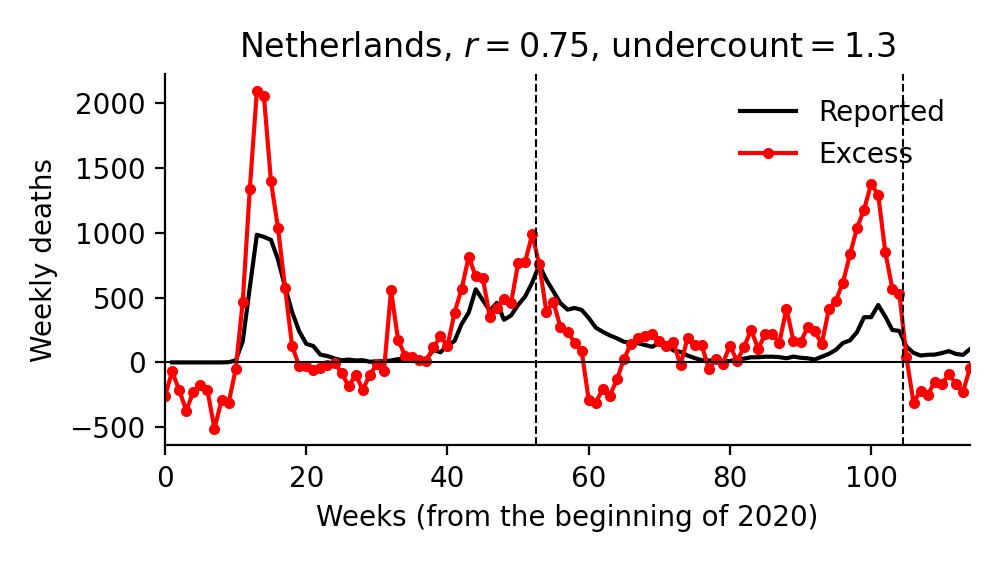 Netherlands, r = 0.75, undercount = 1.3
Reported
Excess
2000
1500
1000
500
0
−500
Weekly deaths
0 20 40 60 80 100
Weeks (from the beginning of 2020)